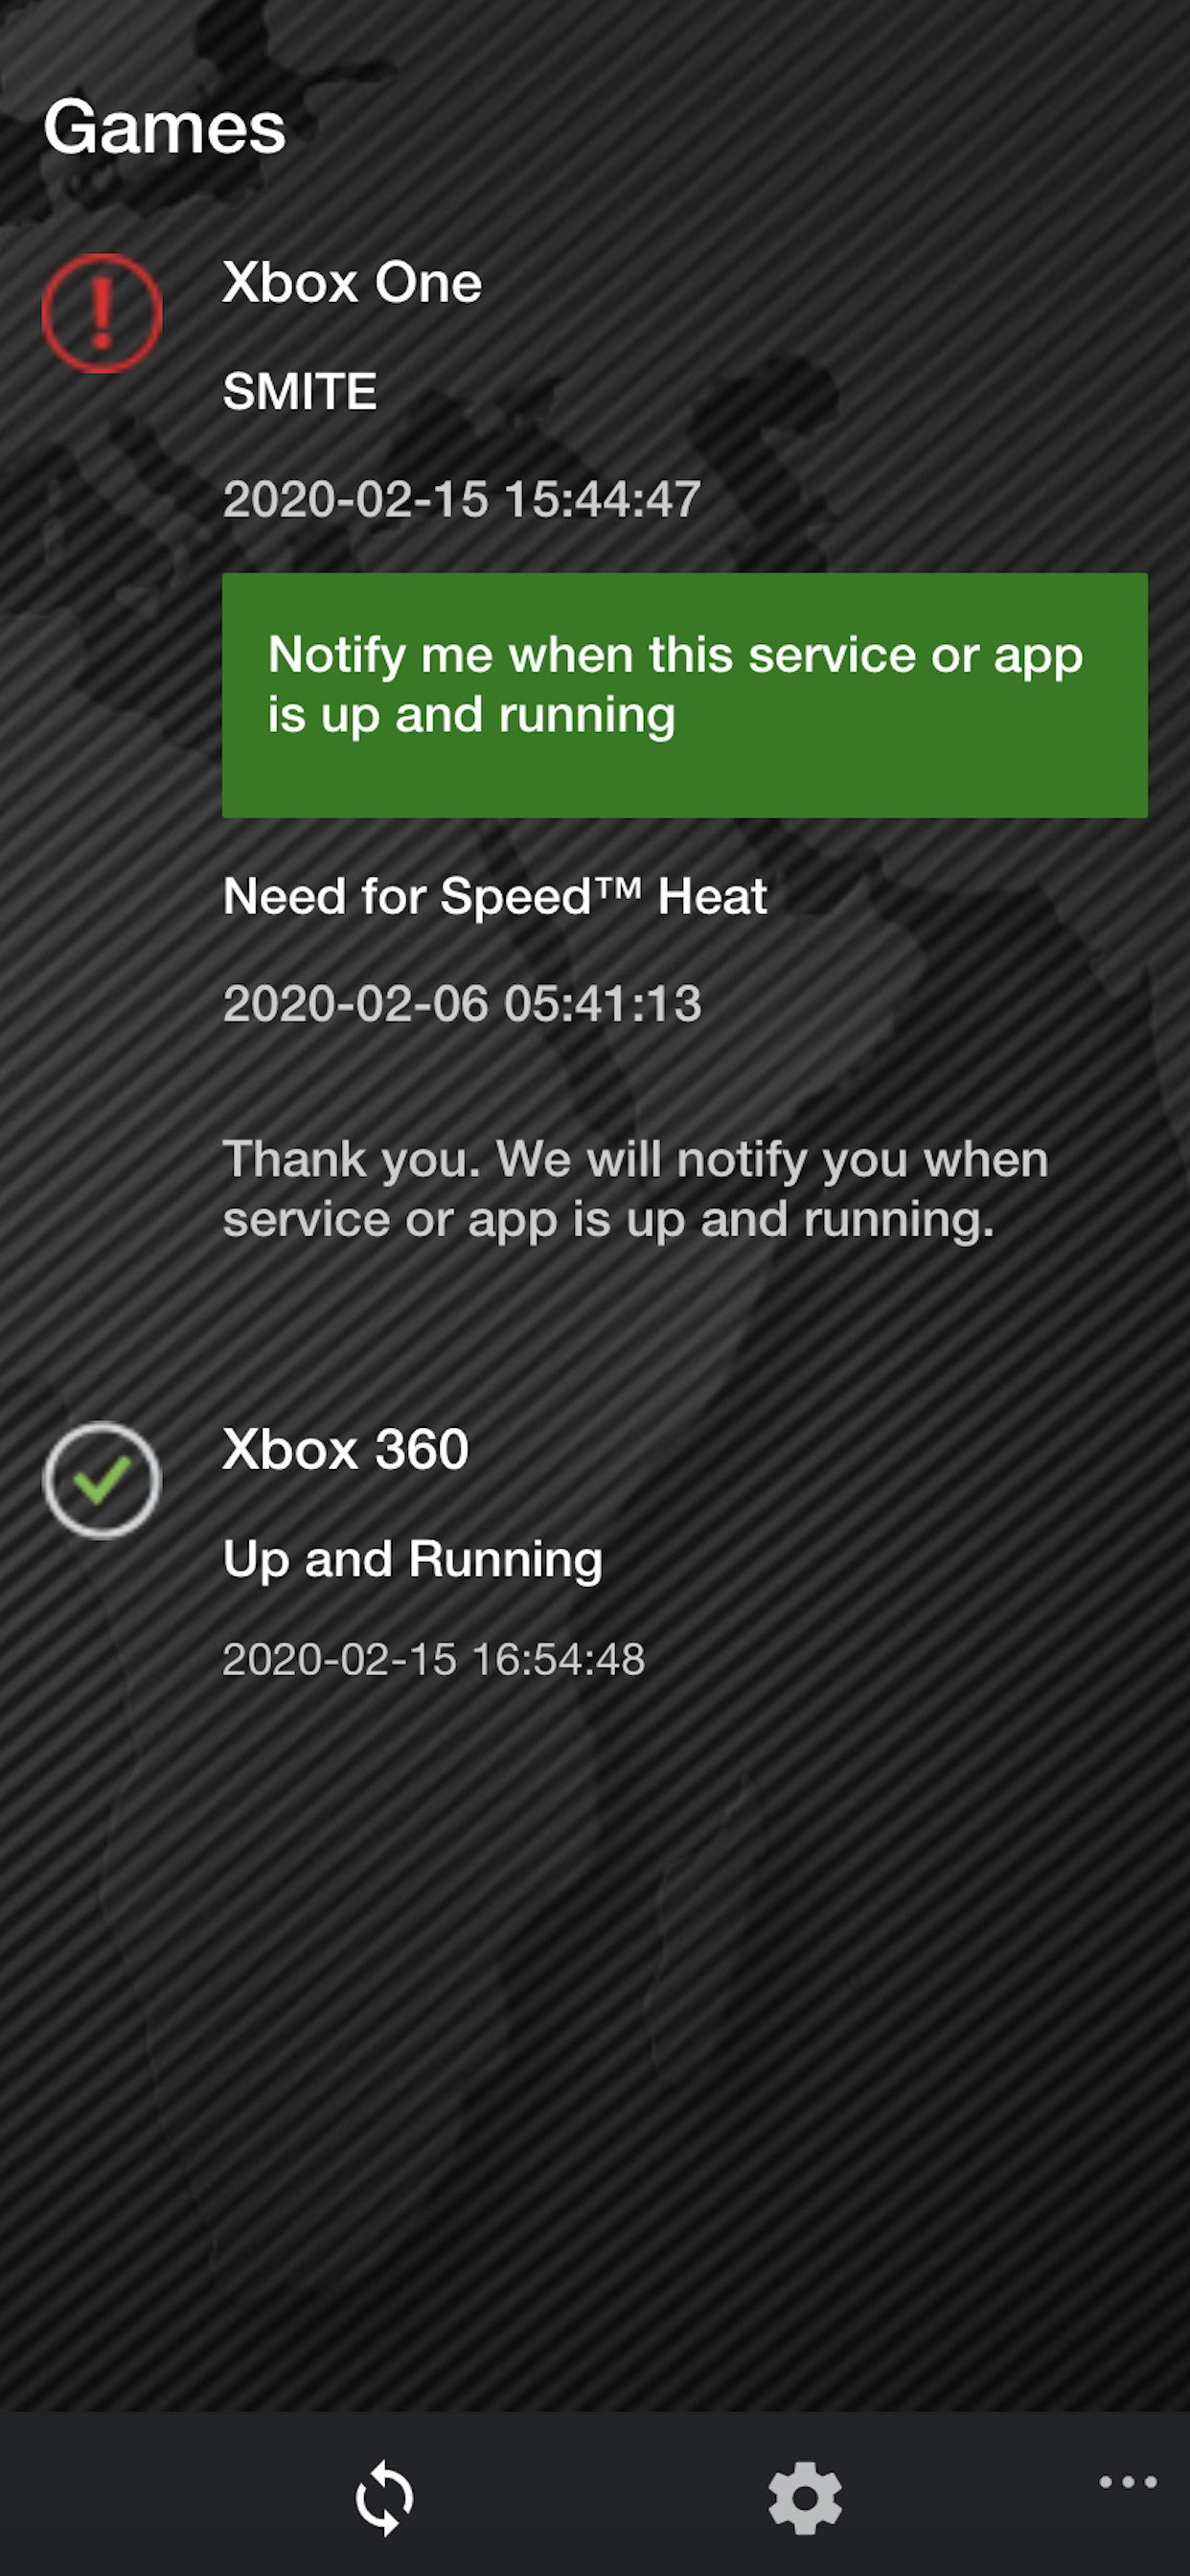 Games
Xbox One
SMITE
2020-02-15 15:44:47
Notify me when this service or app
is up and running
Need for Speed™ Heat
2020-02-06 05:41:13
Thank you. We will notify you when
service or app is up and running.
Xbox 360
Up and Running
2020-02-15 16:54:48